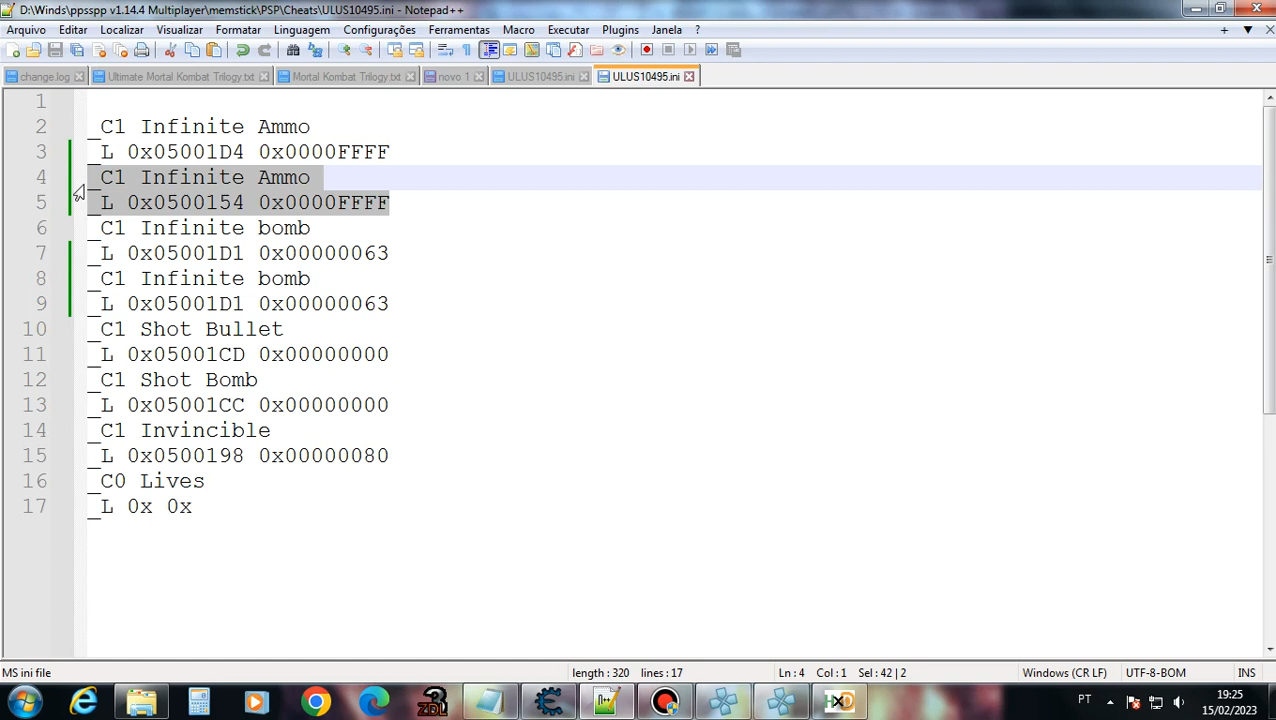 D:\Winds\ppsspp v1.14.4 Multiplayer\memstick\PSP\Cheats\ULUS10495.ini - Notepad++
Arquivo Editar Localizar Visualizar Formatar Linguagem Configurações Ferramentas Macro Executar Plugins Janela ?
change.log Ultimate Mortal Kombat Trilogy.txt Mortal Kombat Trilogy.txt novo 1 ULUS10495.ini ULUS10495.ini
1
2 _C1 Infinite Ammo
3 _L 0x05001D4 0x0000FFFF
4 _C1 Infinite Ammo
5 _L 0x0500154 0x0000FFFF
6 _C1 Infinite bomb
7 _L 0x05001D1 0x00000063
8 _C1 Infinite bomb
9 _L 0x05001D1 0x00000063
10 _C1 Shot Bullet
11 _L 0x05001CD 0x00000000
12 _C1 Shot Bomb
13 _L 0x05001CC 0x00000000
14 _C1 Invincible
15 _L 0x0500198 0x00000080
16 _C0 Lives
17 _L 0x 0x
MS ini file length : 320 lines : 17 Ln : 4 Col : 1 Sel : 42 | 2 Windows (CR LF) UTF-8-BOM INS
ZDL N++ HxD PT 19:25
15/02/2023